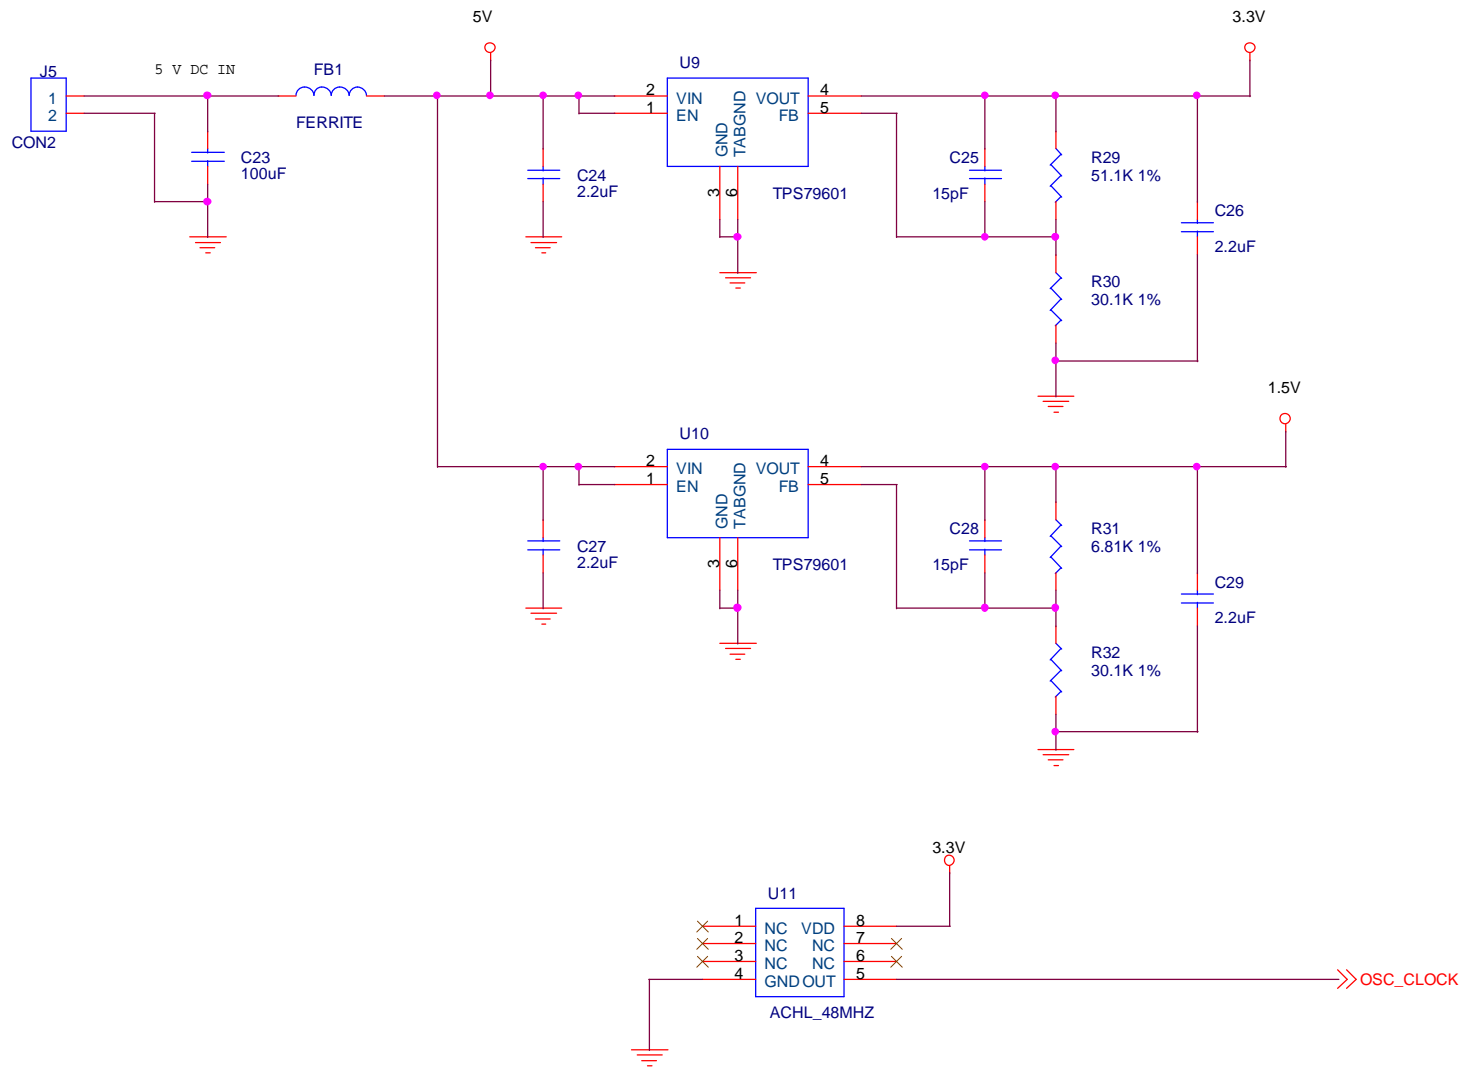 5V
3.3V
J5
5 V DC IN
FB1
U9
1
2
CON2
FERRITE
2
1
VIN
EN
VOUT
FB
4
5
GND
TABGND
3
6
TPS79601
C23
100uF
C24
2.2uF
C25
15pF
R29
51.1K 1%
C26
2.2uF
R30
30.1K 1%
1.5V
U10
2
1
VIN
EN
VOUT
FB
4
5
GND
TABGND
3
6
TPS79601
C27
2.2uF
C28
15pF
R31
6.81K 1%
C29
2.2uF
R32
30.1K 1%
3.3V
U11
1 NC VDD 8
2 NC NC 7
3 NC NC 6
4 GND OUT 5
OSC_CLOCK
ACHL_48MHZ